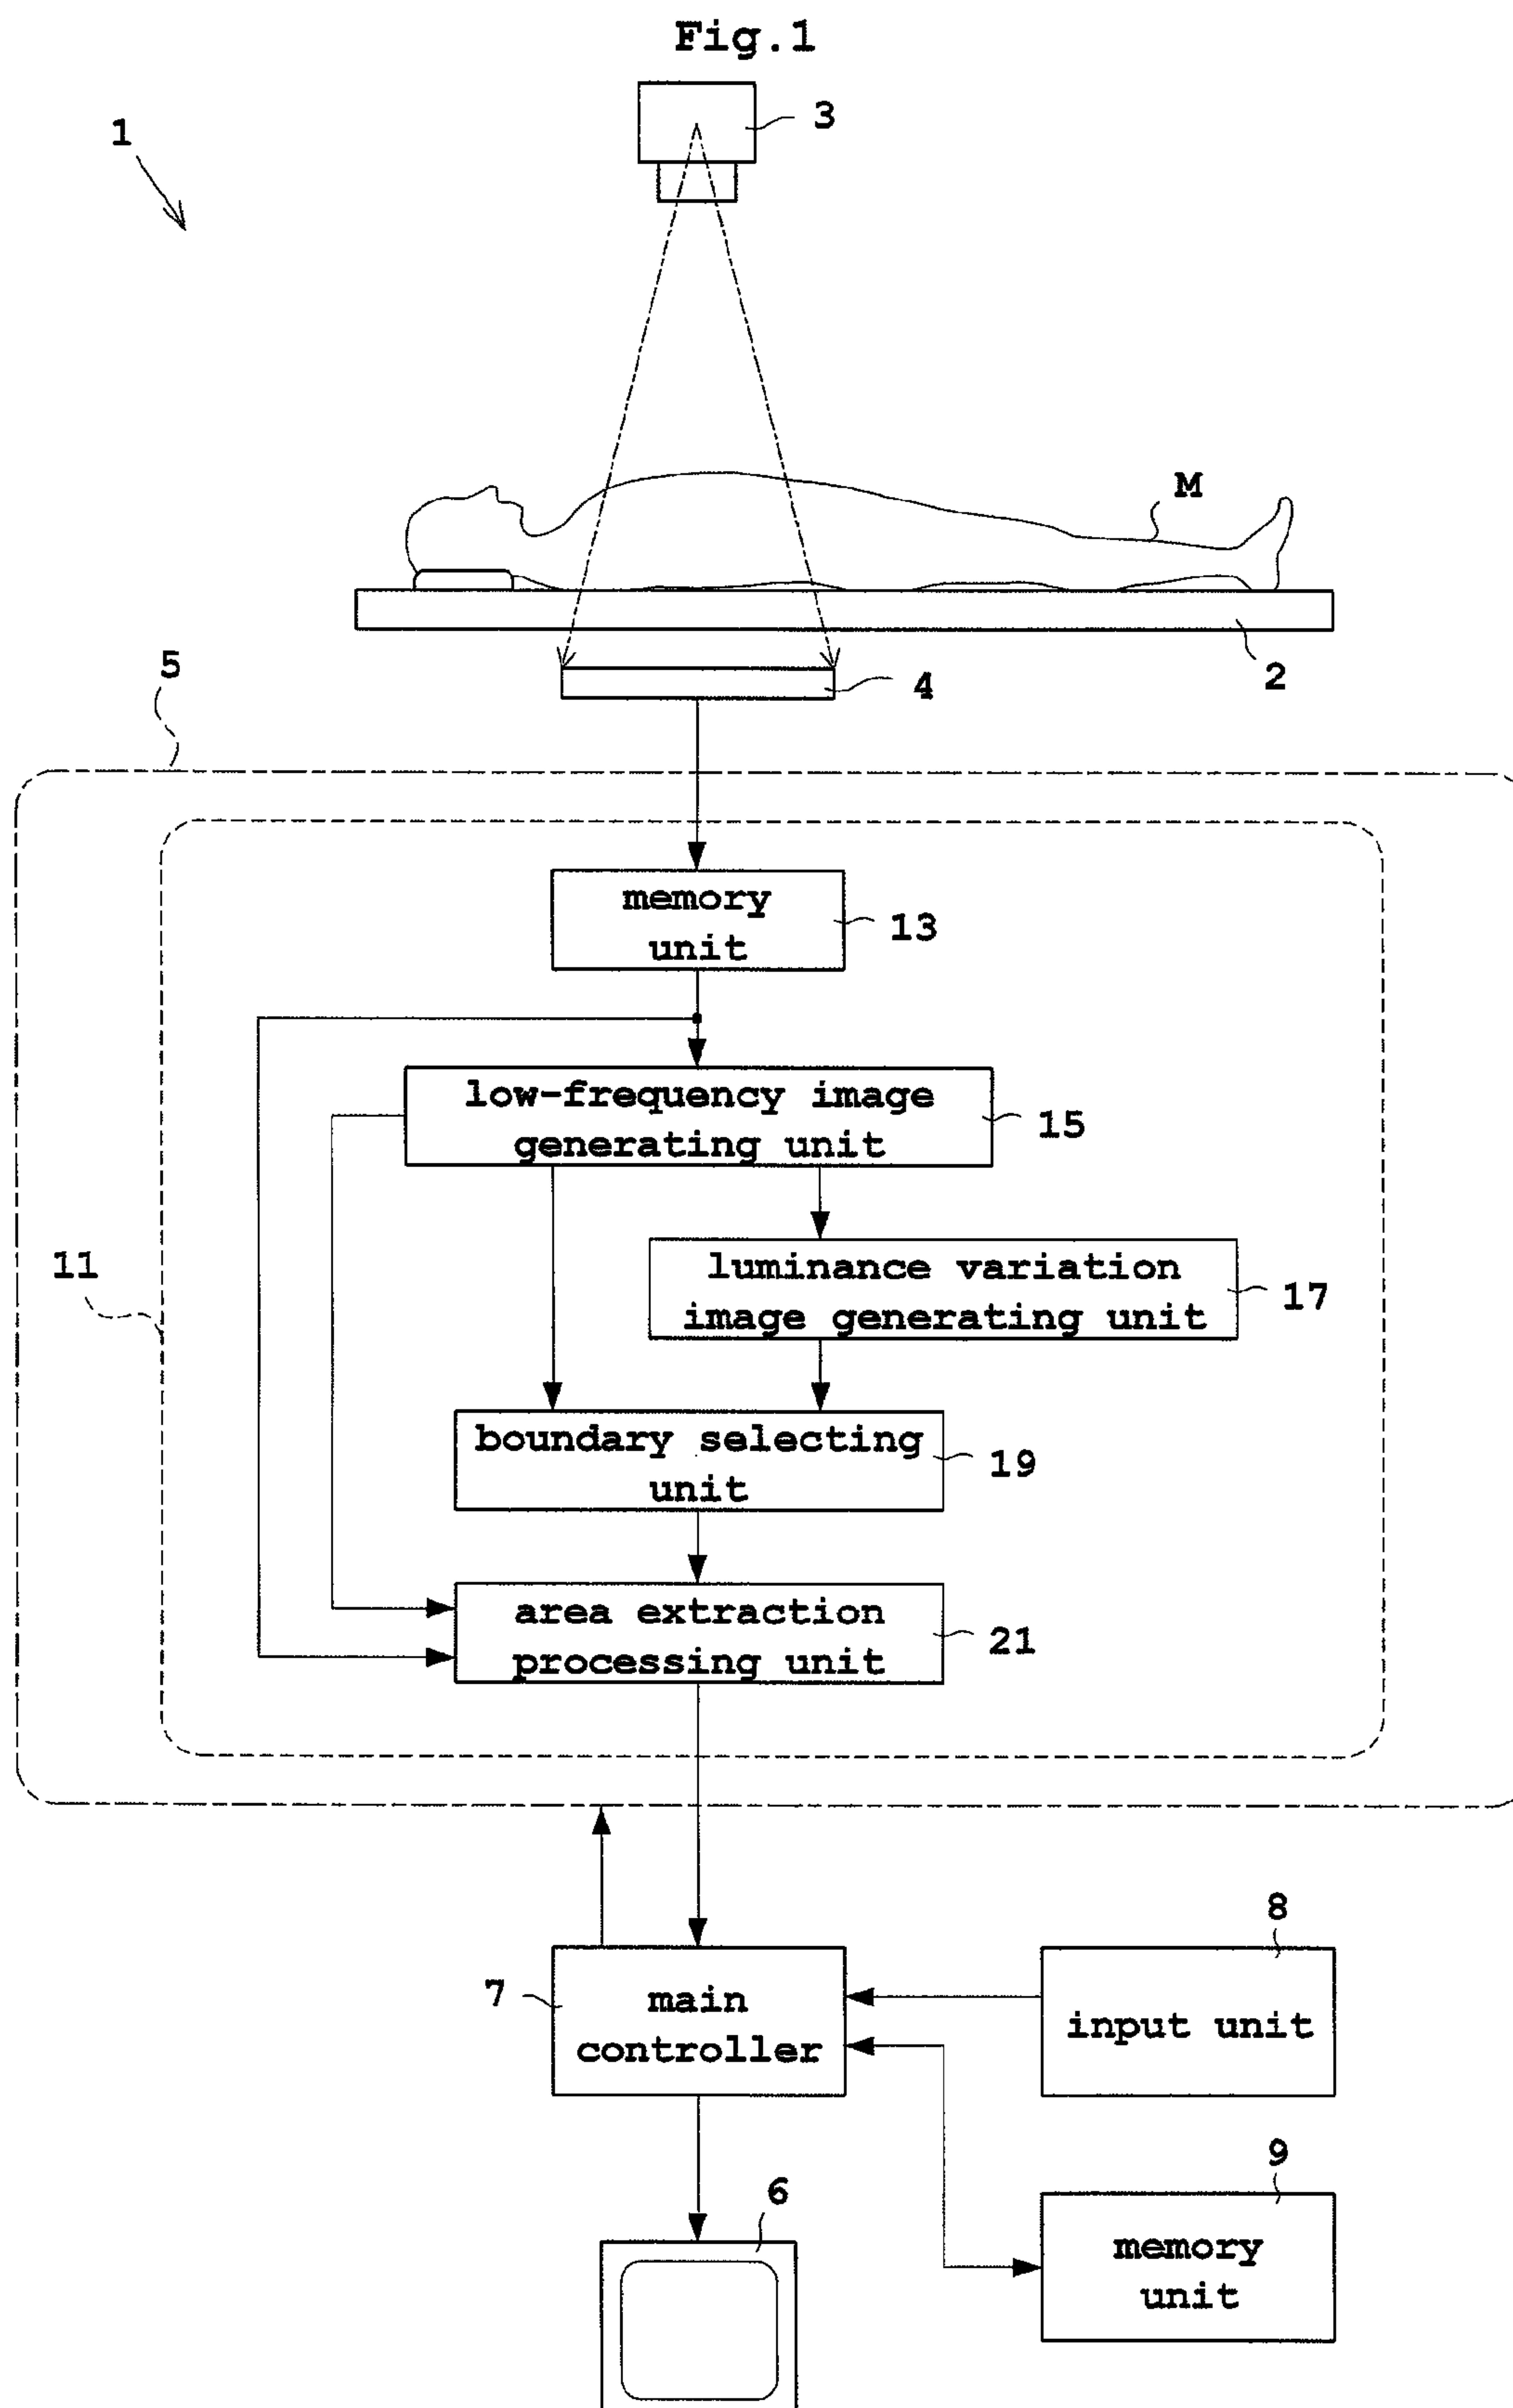 Fig.1
3
1
M
2
4
5
memory
unit
13
low-frequency image
generating unit
15
luminance variation
image generating unit
17
11
boundary selecting
unit
19
area extraction
processing unit
21
8
7
main
controller
input unit
9
6
memory
unit